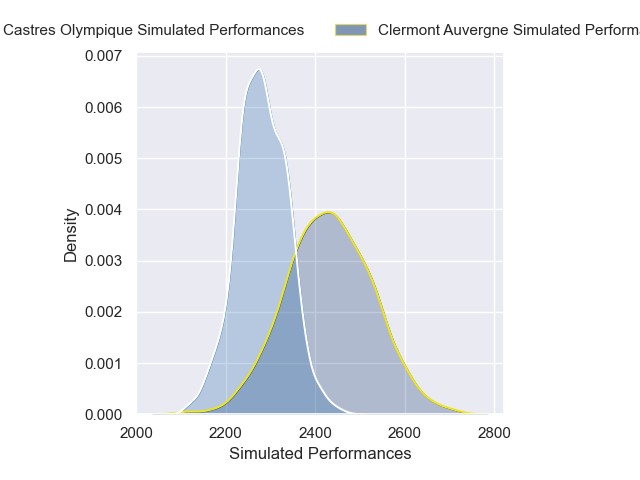 Castres Olympique Simulated Performances
Clermont Auvergne Simulated Perform
0.007
0.006
0.005
0.004
0.003
0.002
0.001
0.000
Density
2000 2200 2400 2600 2800
Simulated Performances